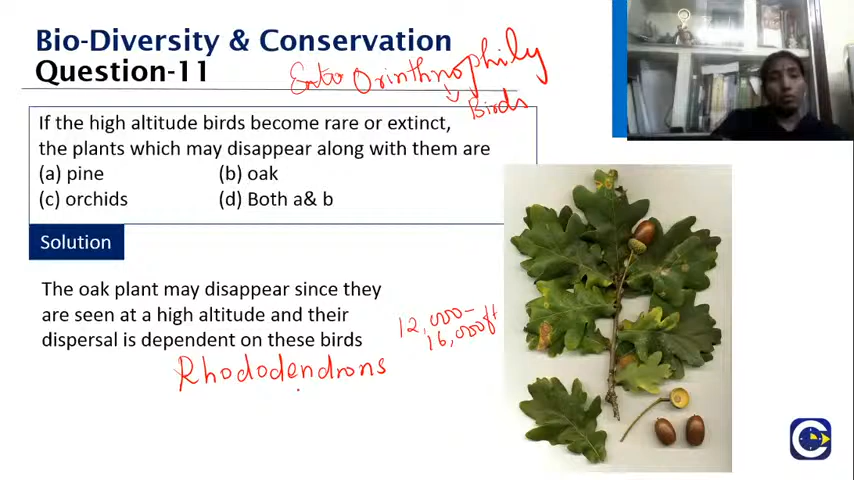 Bio-Diversity & Conservation
Question-11
Ento Orinthnophily
Birds
If the high altitude birds become rare or extinct,
the plants which may disappear along with them are
(a) pine (b) oak
(c) orchids (d) Both a& b
Solution
The oak plant may disappear since they
are seen at a high altitude and their
dispersal is dependent on these birds
12,000-
16,000ft
Rhododendrons